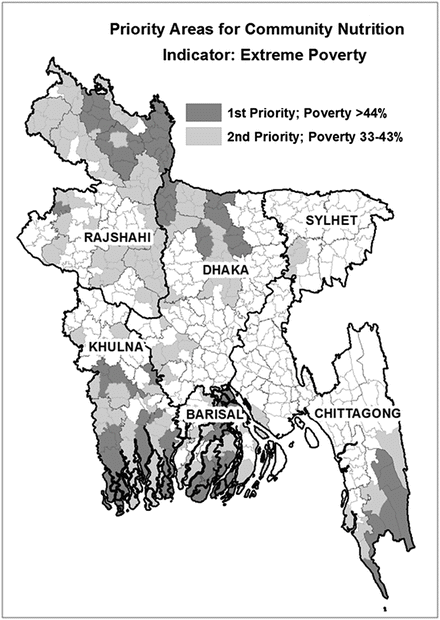 Priority Areas for Community Nutrition
Indicator: Extreme Poverty
1st Priority; Poverty >44%
2nd Priority; Poverty 33-43%
SYLHET
RAJSHAHI
DHAKA
KHULNA
BARISAL
CHITTAGONG